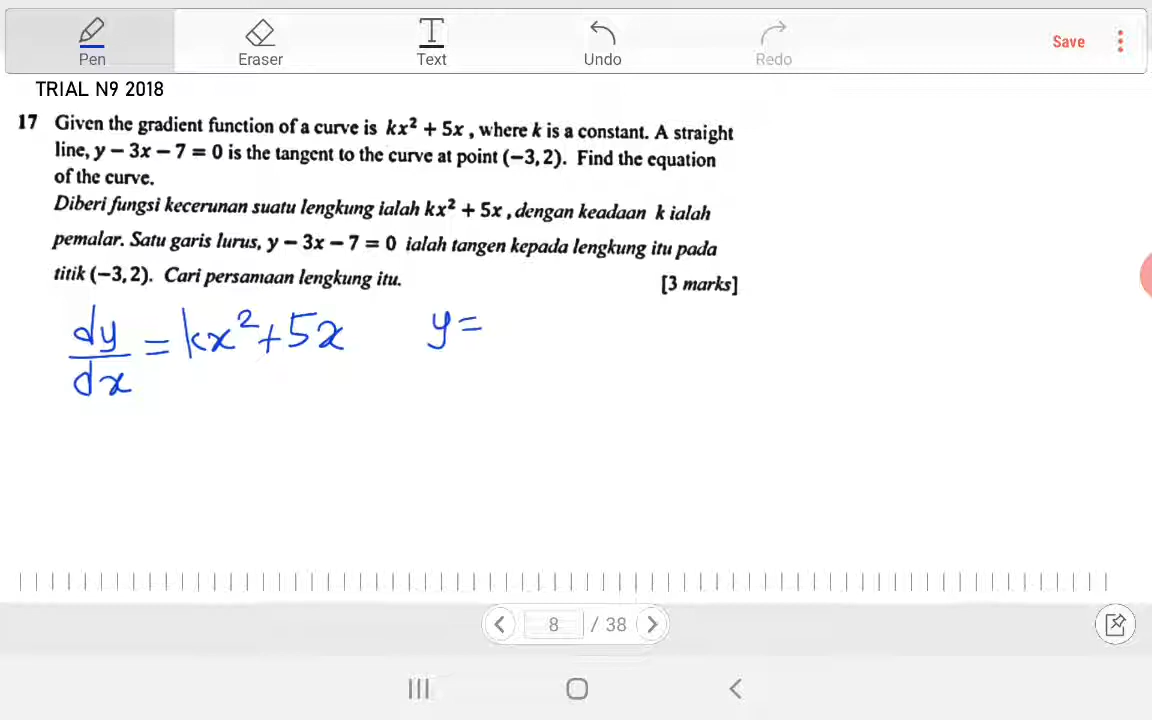 Pen Eraser Text Undo Redo Save
TRIAL N9 2018
17 Given the gradient function of a curve is kx² + 5x , where k is a constant. A straight
line, y − 3x − 7 = 0 is the tangent to the curve at point (−3, 2). Find the equation
of the curve.
Diberi fungsi kecerunan suatu lengkung ialah kx² + 5x , dengan keadaan k ialah
pemalar. Satu garis lurus, y − 3x − 7 = 0 ialah tangen kepada lengkung itu pada
titik (−3, 2). Cari persamaan lengkung itu. [3 marks]
dy/dx = kx² + 5x y =
8 / 38